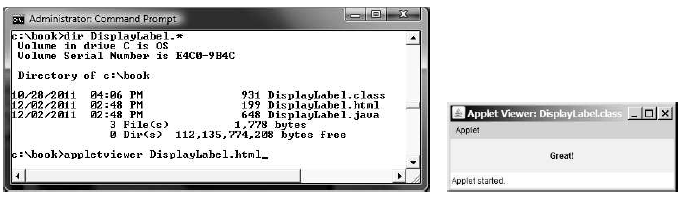 Administrator: Command Prompt
c:\book>dir DisplayLabel.*
Volume in drive C is OS
Volume Serial Number is E4C0-9B4C
Directory of c:\book
10/28/2011 04:06 PM 931 DisplayLabel.class
12/02/2011 02:48 PM 199 DisplayLabel.html
12/02/2011 02:48 PM 648 DisplayLabel.java
3 File(s) 1,778 bytes
0 Dir(s) 112,135,774,208 bytes free
c:\book>appletviewer DisplayLabel.html_
Applet Viewer: DisplayLabel.class
Applet
Great!
Applet started.